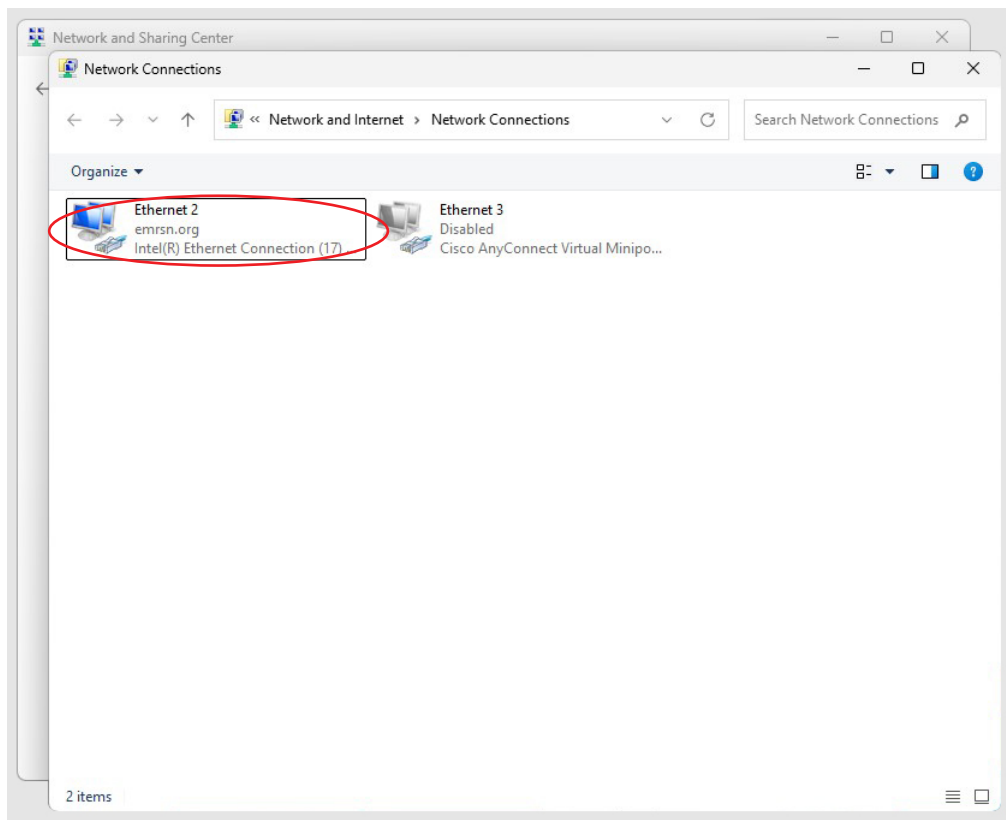 Network and Sharing Center
Network Connections
« Network and Internet > Network Connections
Search Network Connections
Organize
?
Ethernet 2
emrsn.org
Intel(R) Ethernet Connection (17) ...
Ethernet 3
Disabled
Cisco AnyConnect Virtual Minipo...
2 items